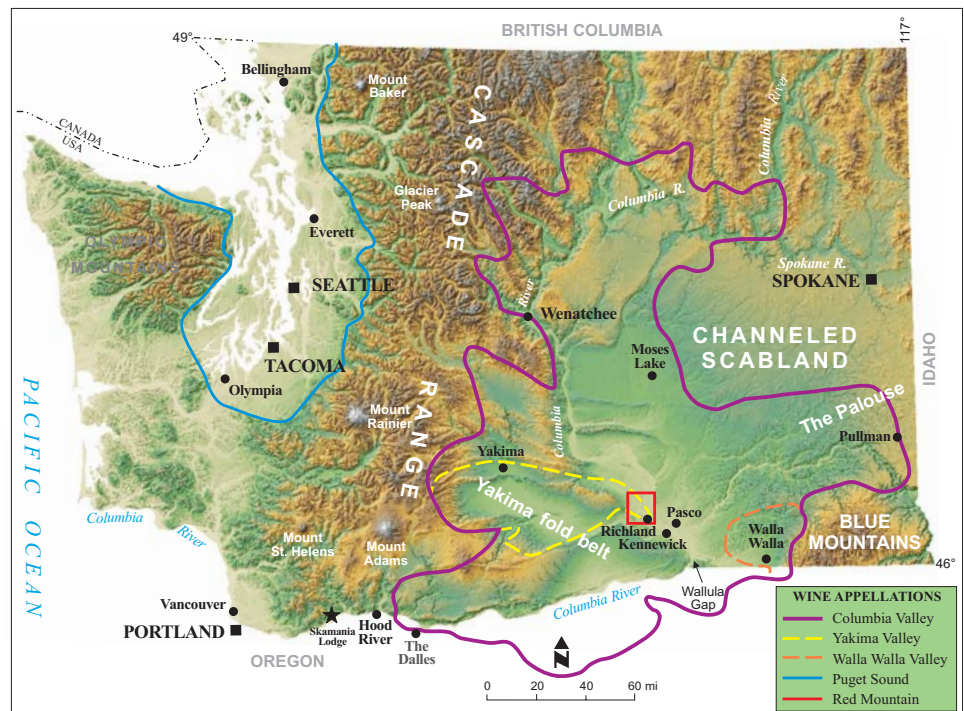 BRITISH COLUMBIA
117°
49°
Bellingham
Mount
Baker
CASCADE
RANGE
River
Columbia
CANADA
USA
Glacier
Peak
Columbia R.
Everett
OLYMPIC
MOUNTAINS
SEATTLE
Spokane R.
SPOKANE
River
Wenatchee
CHANNELED
SCABLAND
IDAHO
TACOMA
Moses
Lake
Olympia
PACIFIC OCEAN
Mount
Rainier
Columbia
The Palouse
Pullman
Yakima
Yakima fold belt
Richland
Pasco
Kennewick
Walla
Walla
BLUE
MOUNTAINS
Columbia
River
Mount
St. Helens
Mount
Adams
46°
Wallula
Gap
Columbia River
Vancouver
PORTLAND
Skamania
Lodge
Hood
River
The
Dalles
OREGON
N
0 20 40 60 mi
WINE APPELLATIONS
Columbia Valley
Yakima Valley
Walla Walla Valley
Puget Sound
Red Mountain